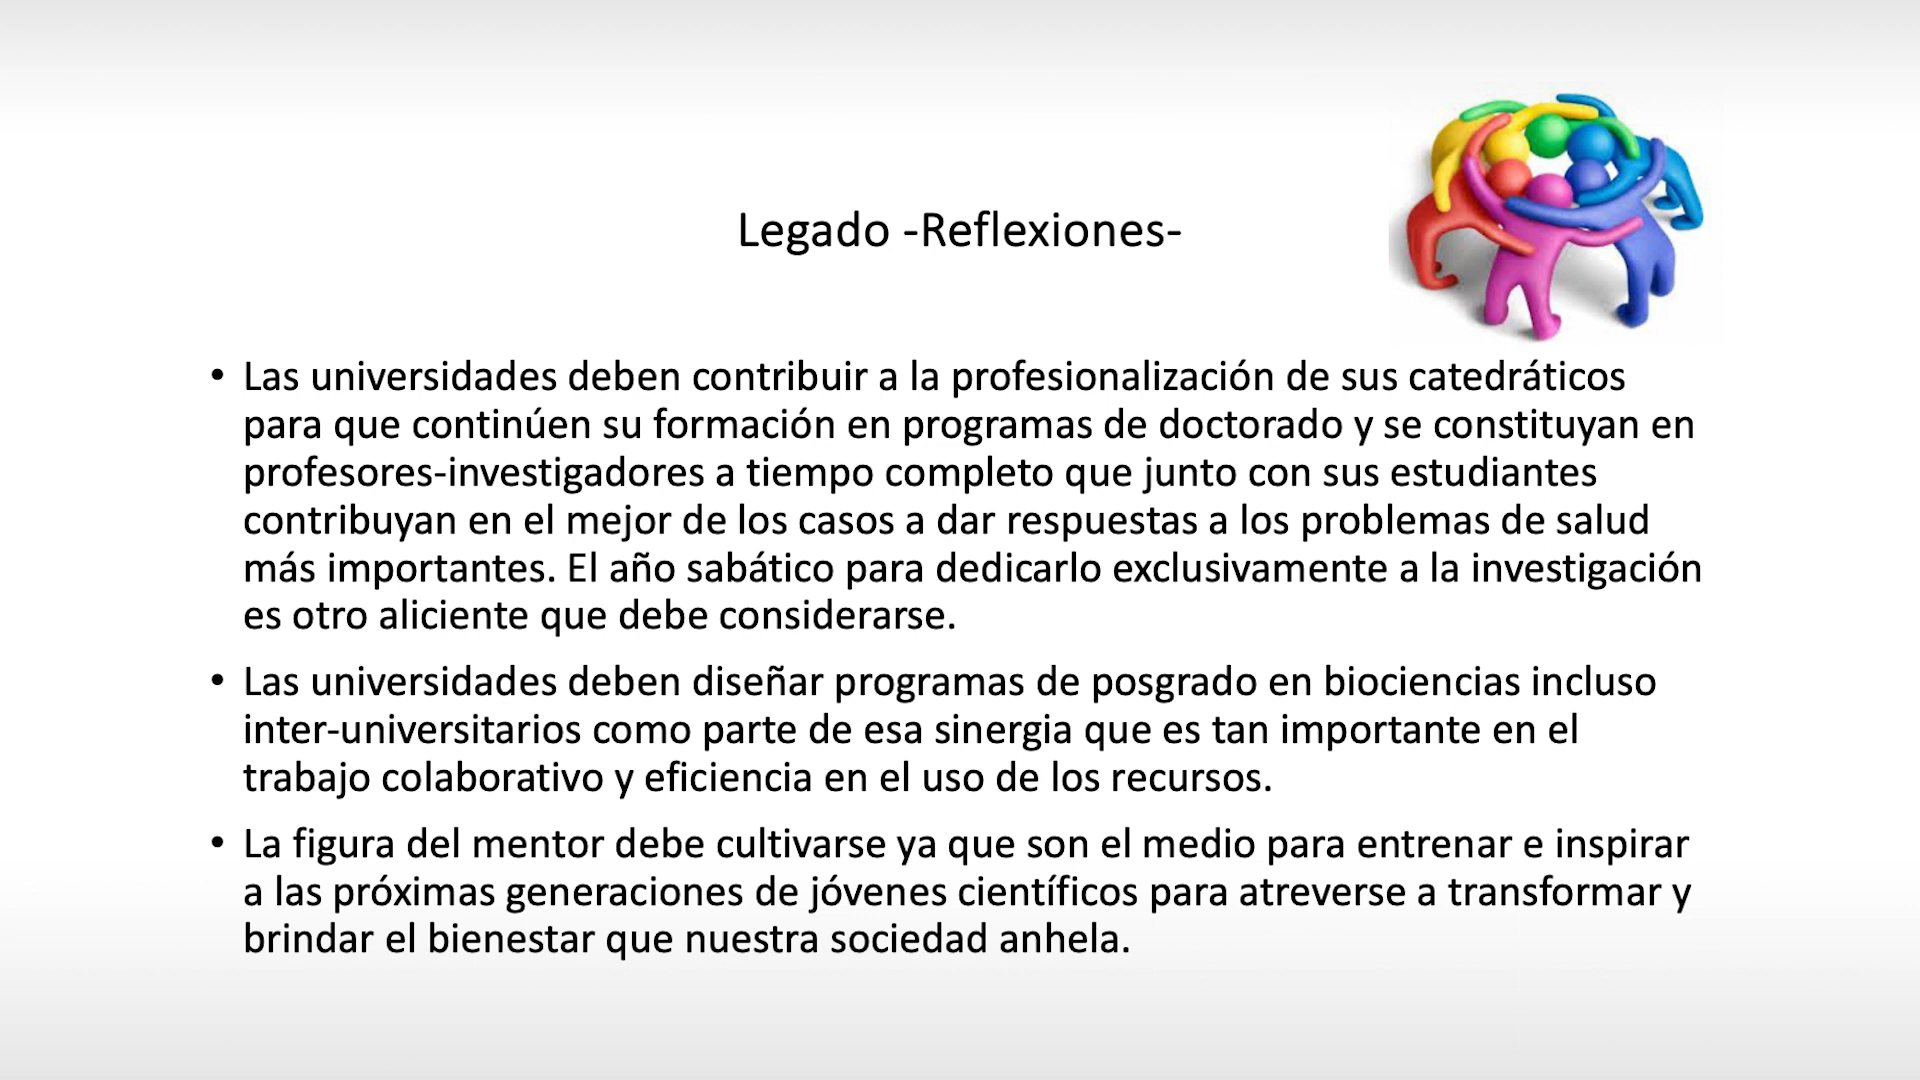 Legado -Reflexiones-
• Las universidades deben contribuir a la profesionalización de sus catedráticos
para que continúen su formación en programas de doctorado y se constituyan en
profesores-investigadores a tiempo completo que junto con sus estudiantes
contribuyan en el mejor de los casos a dar respuestas a los problemas de salud
más importantes. El año sabático para dedicarlo exclusivamente a la investigación
es otro aliciente que debe considerarse.
• Las universidades deben diseñar programas de posgrado en biociencias incluso
inter-universitarios como parte de esa sinergia que es tan importante en el
trabajo colaborativo y eficiencia en el uso de los recursos.
• La figura del mentor debe cultivarse ya que son el medio para entrenar e inspirar
a las próximas generaciones de jóvenes científicos para atreverse a transformar y
brindar el bienestar que nuestra sociedad anhela.